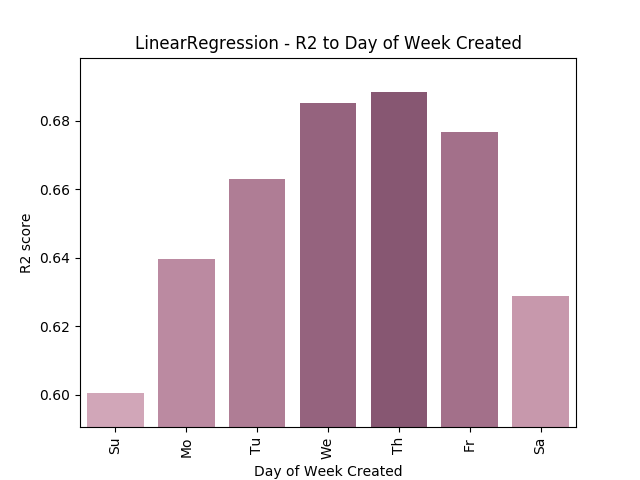 LinearRegression - R2 to Day of Week Created
0.68
0.66
0.64
0.62
0.60
R2 score
Su Mo Tu We Th Fr Sa
Day of Week Created